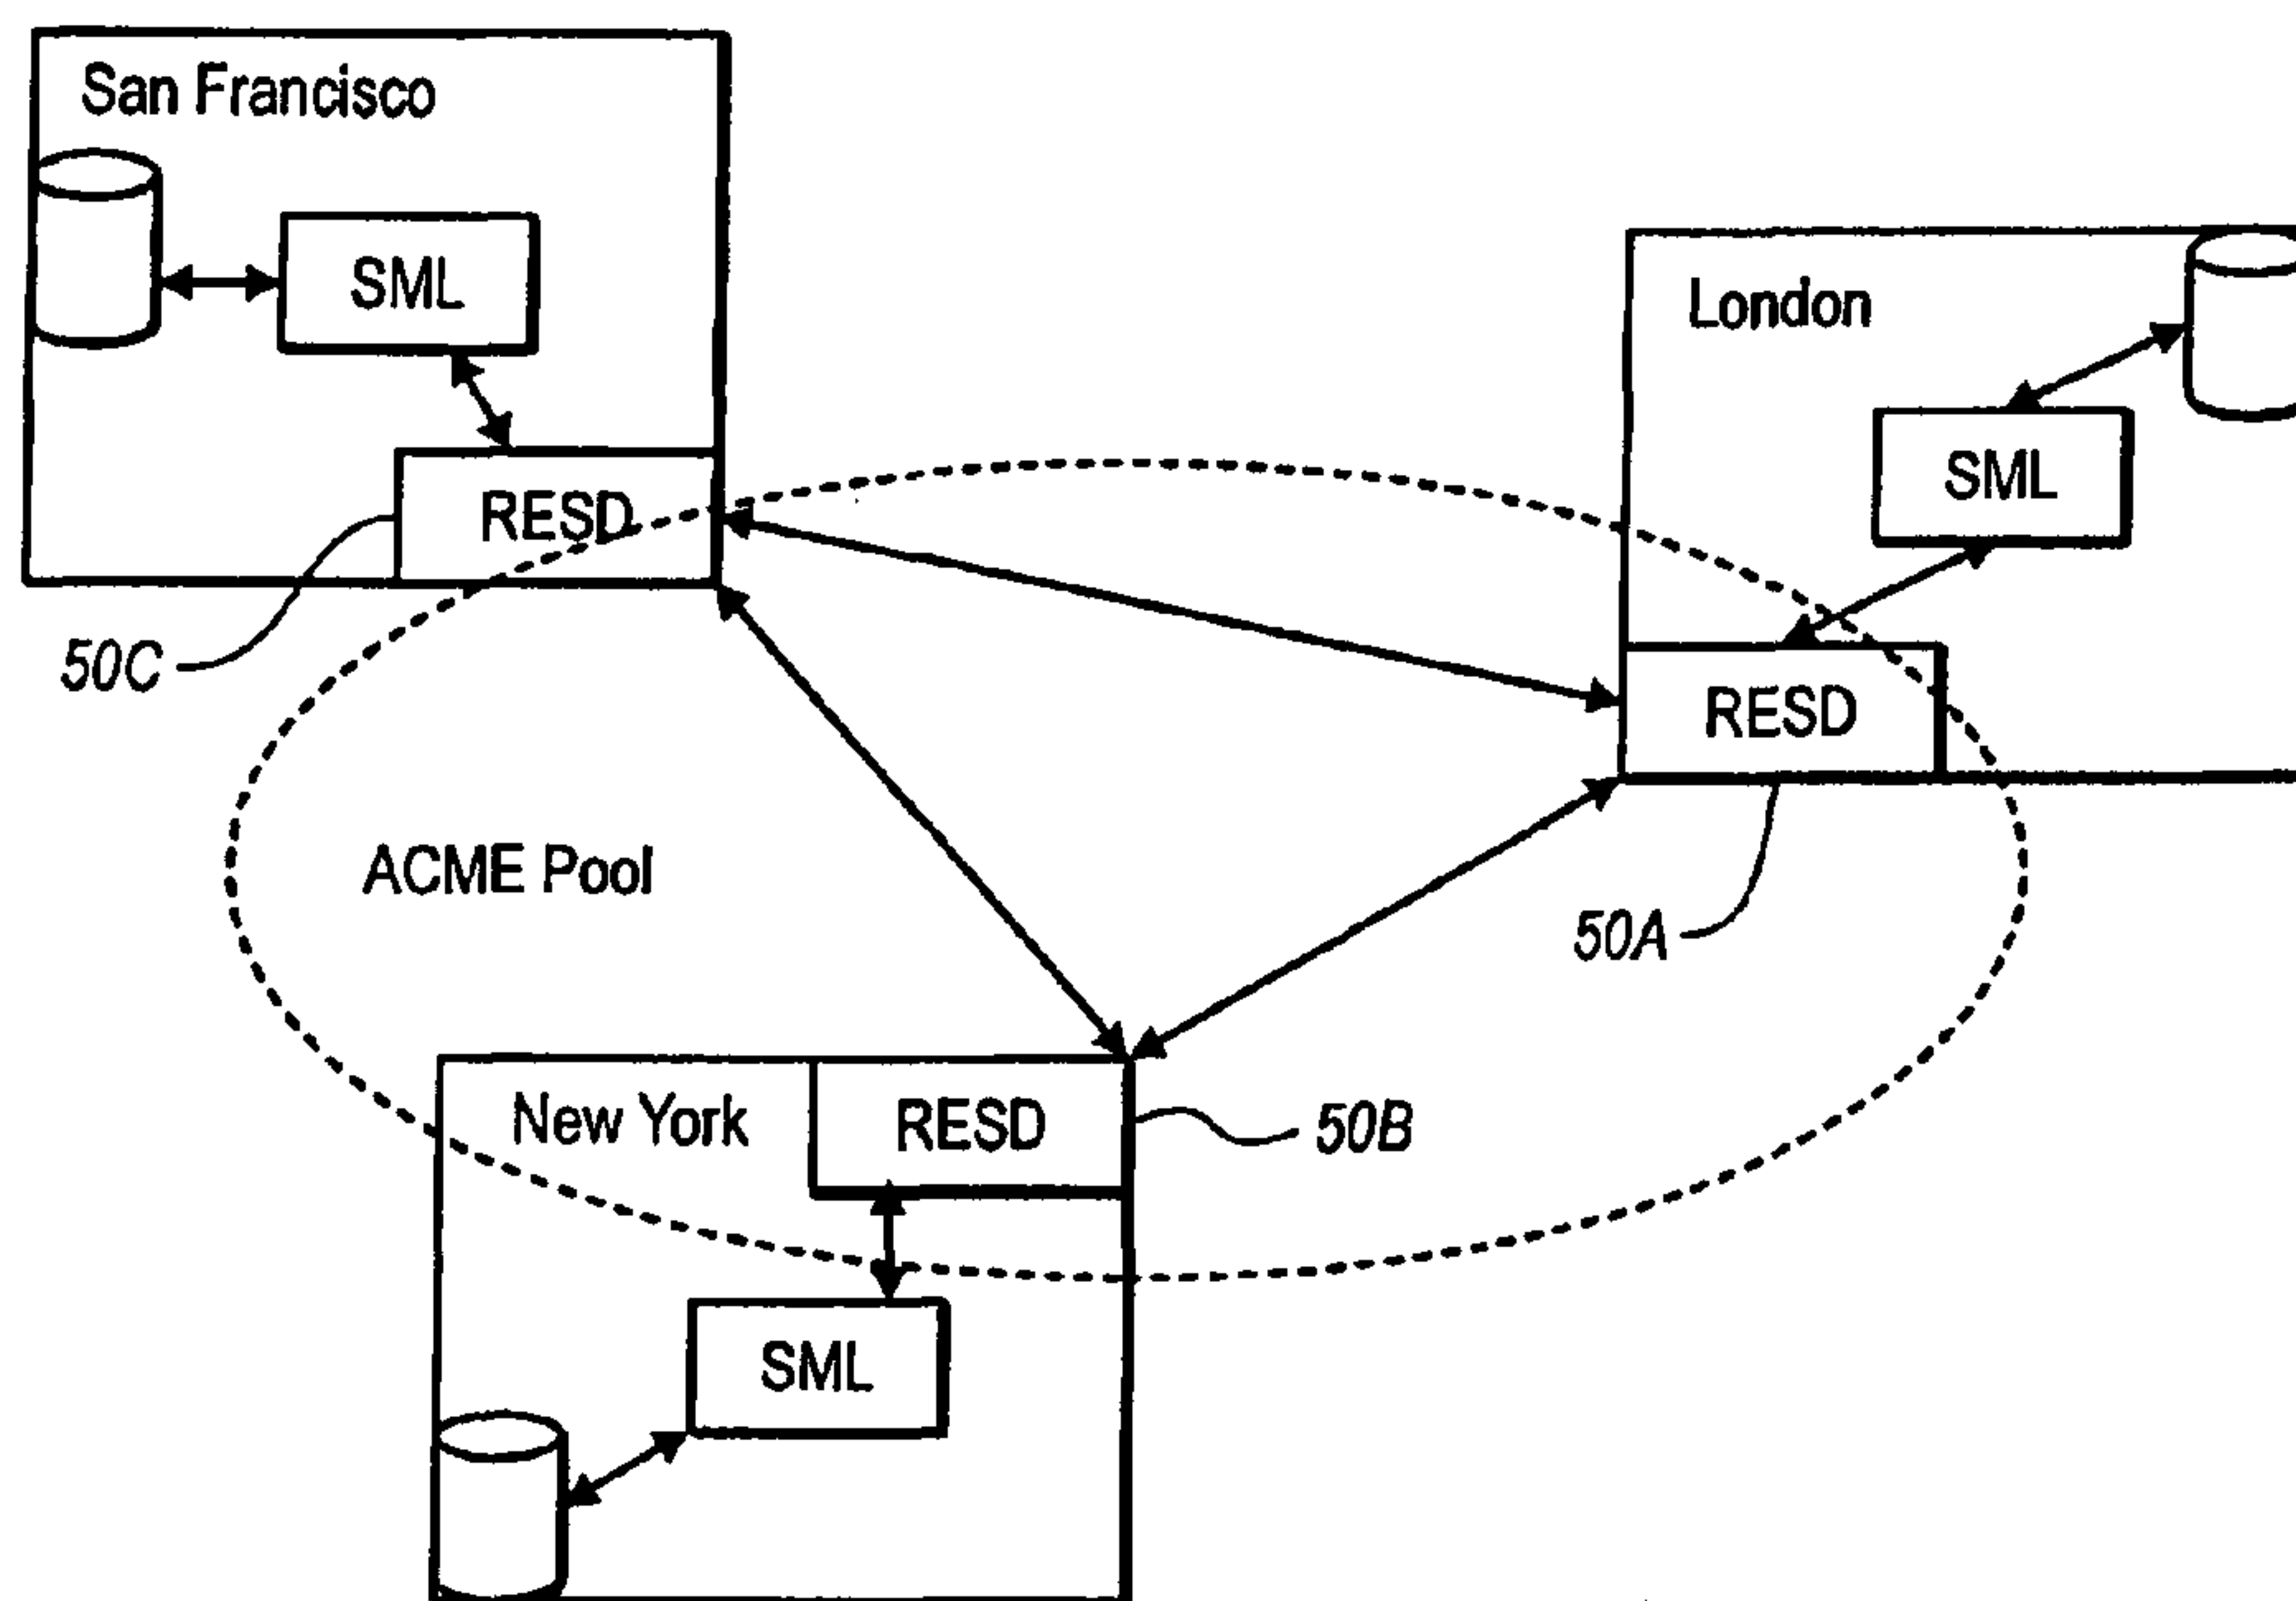 San Francisco
SML
RESD
50C
London
SML
RESD
50A
ACME Pool
New York
RESD
50B
SML